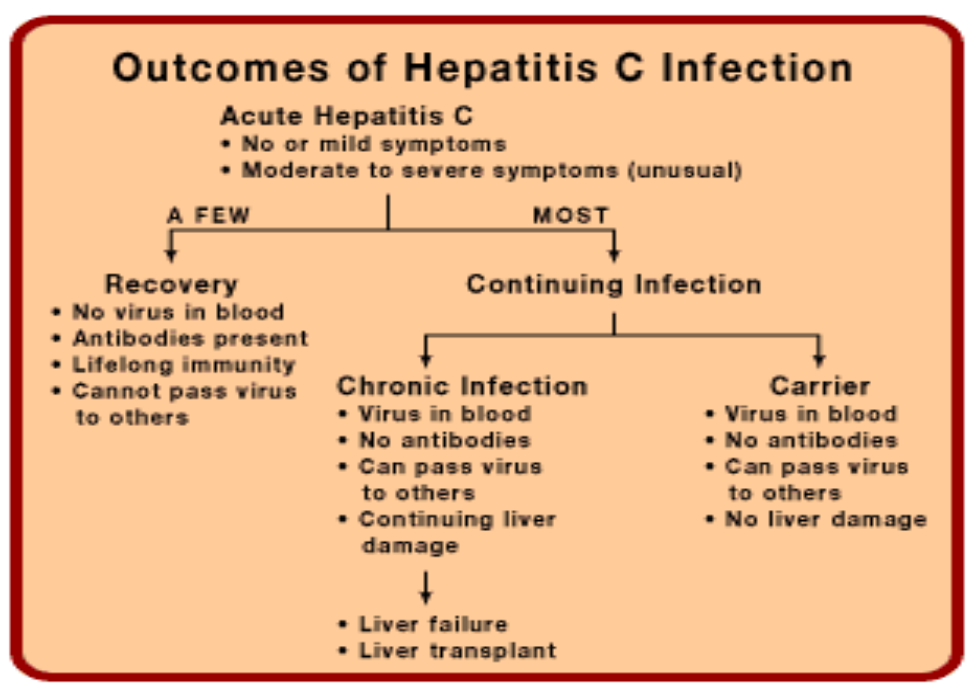 Outcomes of Hepatitis C Infection
Acute Hepatitis C
• No or mild symptoms
• Moderate to severe symptoms (unusual)
A FEW
MOST
Recovery
• No virus in blood
• Antibodies present
• Lifelong immunity
• Cannot pass virus
to others
Continuing Infection
Chronic Infection
• Virus in blood
• No antibodies
• Can pass virus
to others
• Continuing liver
damage
• Liver failure
• Liver transplant
Carrier
• Virus in blood
• No antibodies
• Can pass virus
to others
• No liver damage